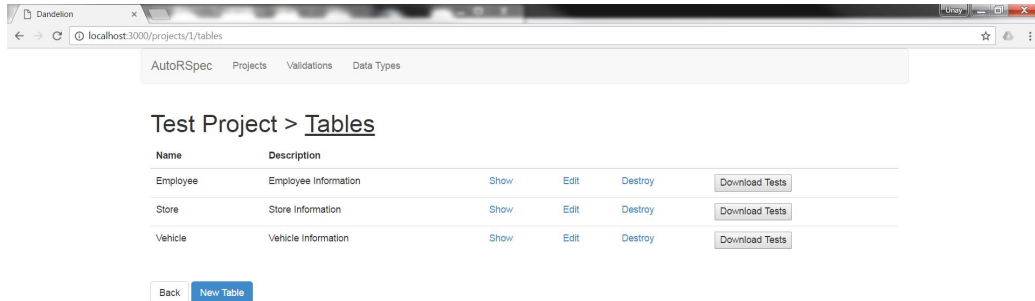 Dandelion
Unay
localhost:3000/projects/1/tables
AutoRSpec Projects Validations Data Types
Test Project > Tables
Name Description
Employee Employee Information Show Edit Destroy Download Tests
Store Store Information Show Edit Destroy Download Tests
Vehicle Vehicle Information Show Edit Destroy Download Tests
Back New Table